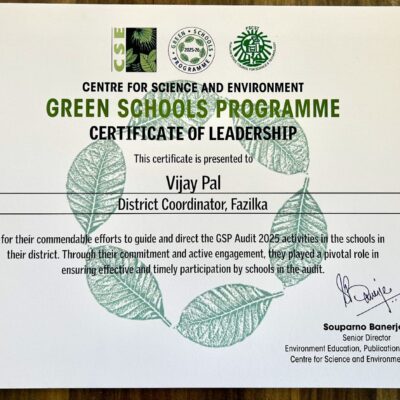 CSE
GREEN SCHOOLS PROGRAMME
2025-26
CENTRE FOR SCIENCE AND ENVIRONMENT
GREEN SCHOOLS PROGRAMME
CERTIFICATE OF LEADERSHIP
This certificate is presented to
Vijay Pal
District Coordinator, Fazilka
for their commendable efforts to guide and direct the GSP Audit 2025 activities in the schools in
their district. Through their commitment and active engagement, they played a pivotal role in
ensuring effective and timely participation by schools in the audit.
Souparno Banerje
Senior Director
Environment Education, Publication
Centre for Science and Environme